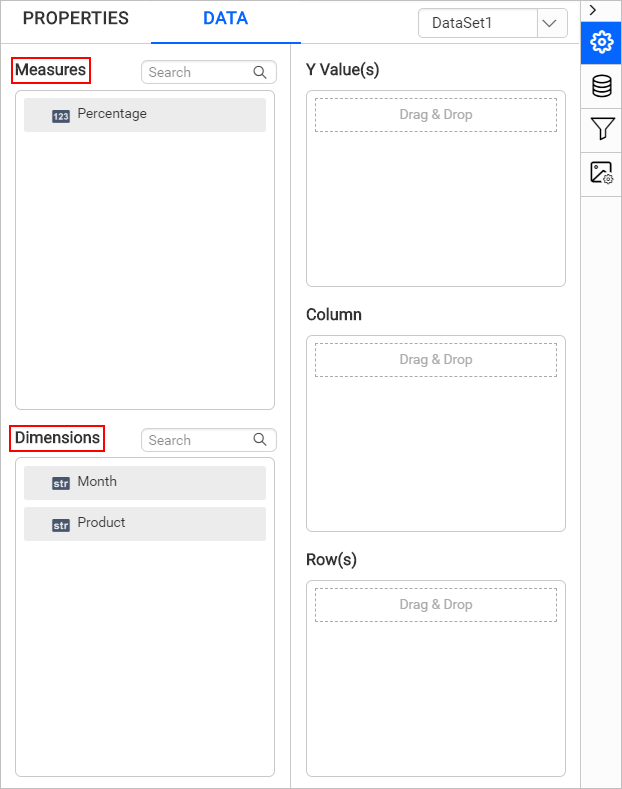 PROPERTIES
DATA
DataSet1
Measures
Search
123 Percentage
Dimensions
Search
str Month
str Product
Y Value(s)
Drag & Drop
Column
Drag & Drop
Row(s)
Drag & Drop